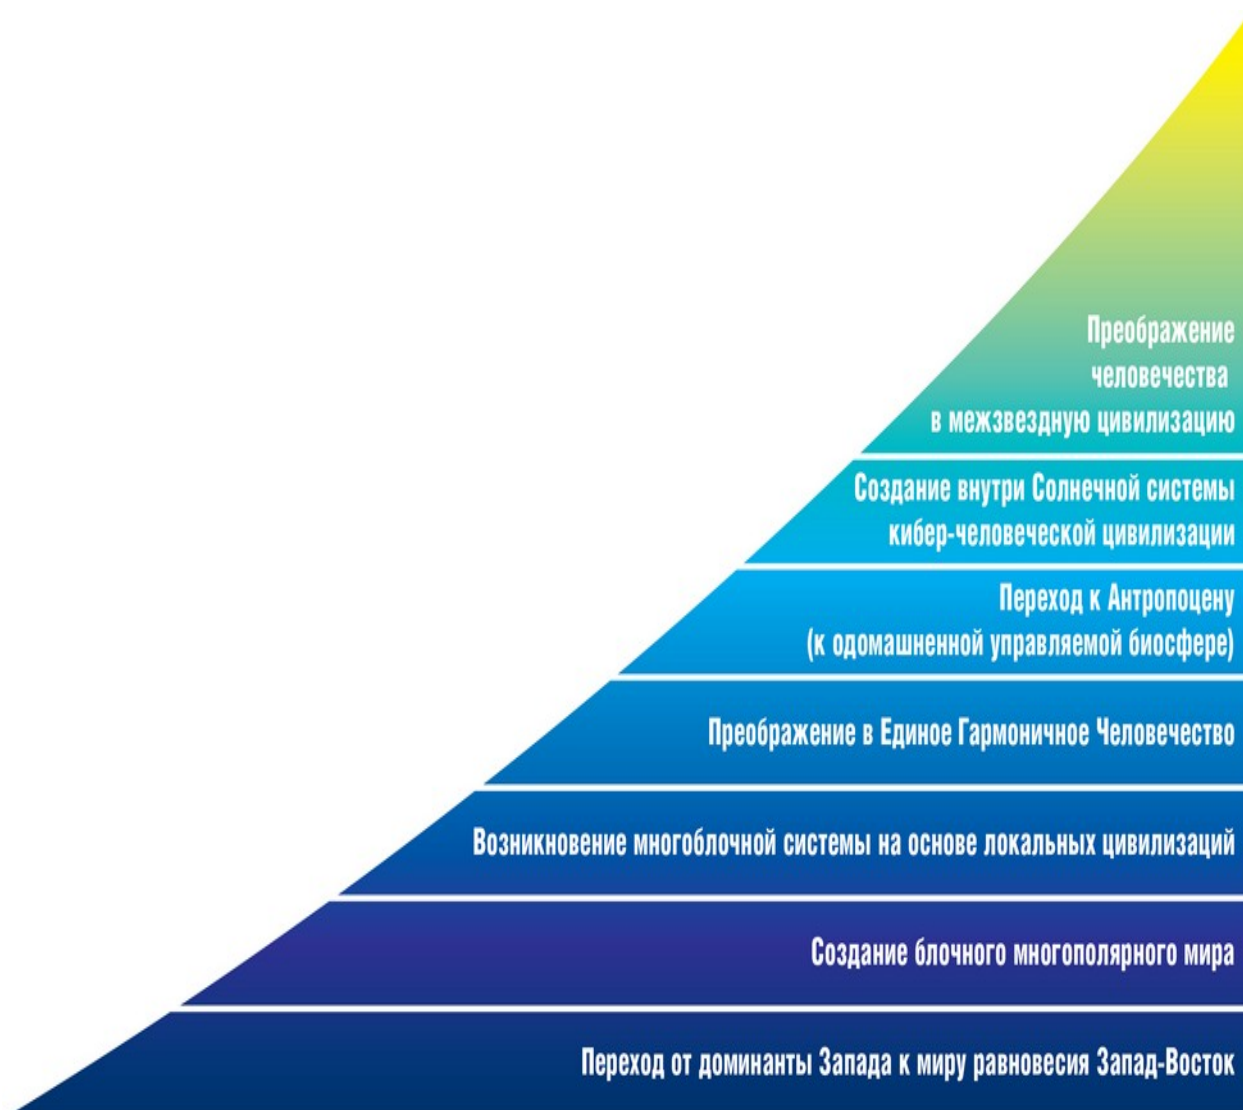 Преображение
человечества
в межзвездную цивилизацию
Создание внутри Солнечной системы
кибер-человеческой цивилизации
Переход к Антропоцену
(к одомашненной управляемой биосфере)
Преображение в Единое Гармоничное Человечество
Возникновение многоблочной системы на основе локальных цивилизаций
Создание блочного многополярного мира
Переход от доминанты Запада к миру равновесия Запад-Восток